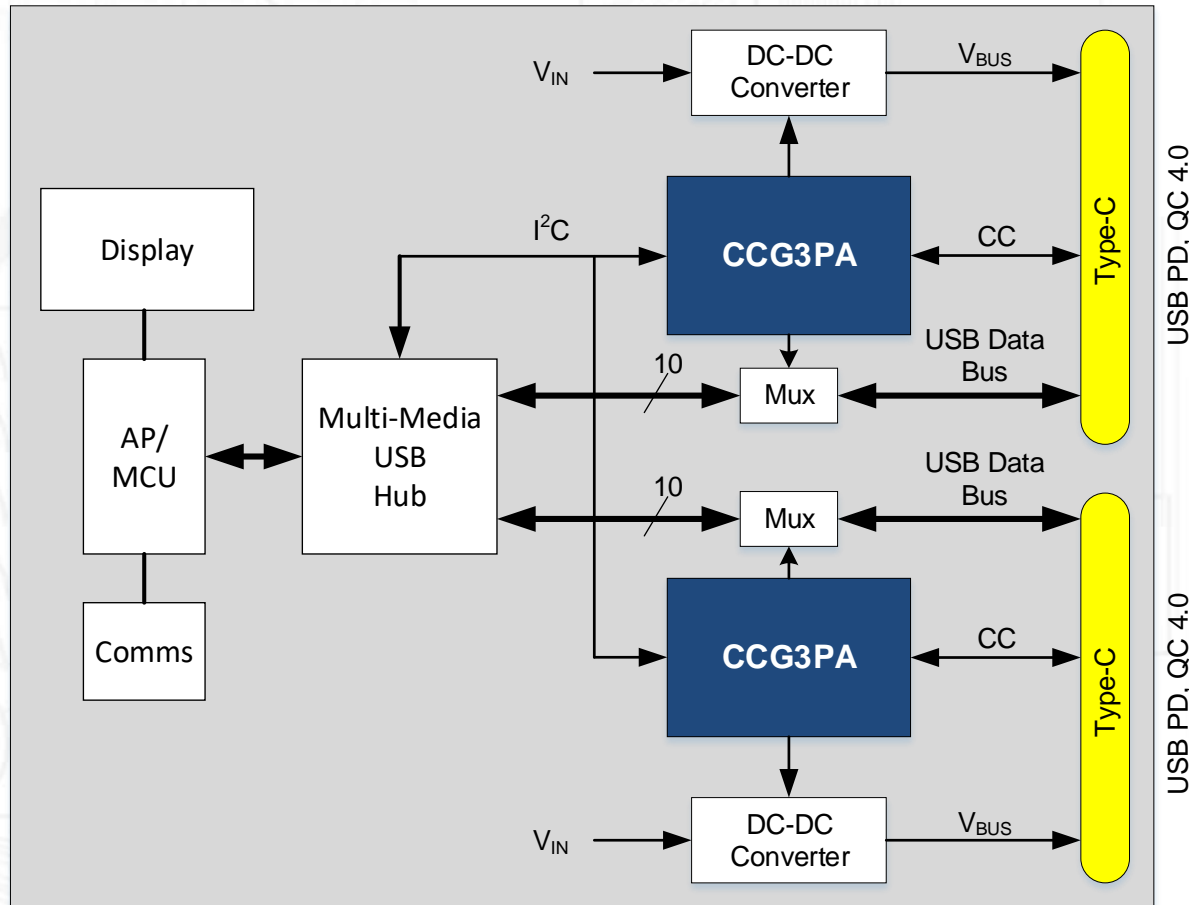 DC-DC
Converter
V_IN
V_BUS
Display
I²C
CCG3PA
CC
Type-C
USB PD, QC 4.0
USB Data
Bus
10
Mux
AP/
MCU
Multi-Media
USB
Hub
USB Data
Bus
10
Mux
Comms
CCG3PA
CC
Type-C
USB PD, QC 4.0
V_IN
DC-DC
Converter
V_BUS